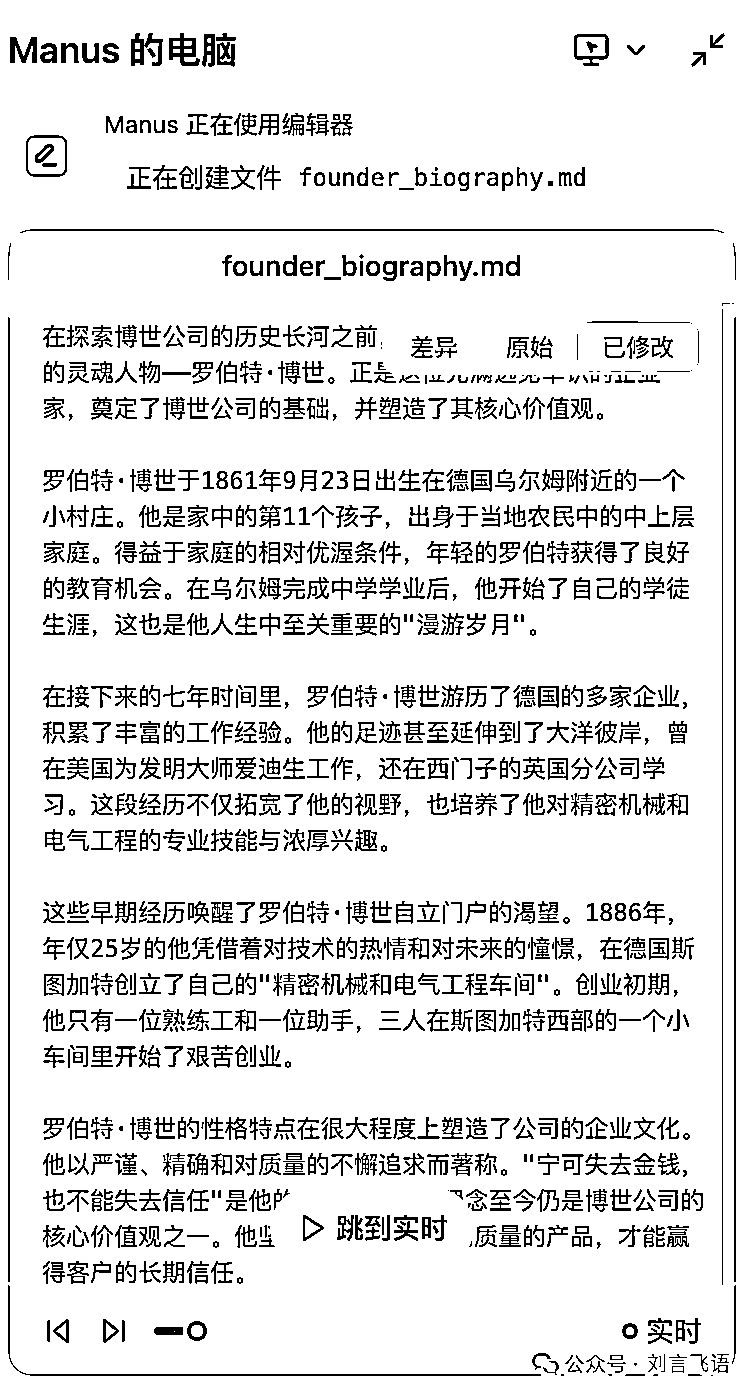 Manus 的电脑
Manus 正在使用编辑器
正在创建文件 founder_biography.md
founder_biography.md
差异 原始 已修改
在探索博世公司的历史长河之前
的灵魂人物——罗伯特·博世。正是
家，奠定了博世公司的基础，并塑造了其核心价值观。
罗伯特·博世于1861年9月23日出生在德国乌尔姆附近的一个
小村庄。他是家中的第11个孩子，出身于当地农民中的中上层
家庭。得益于家庭的相对优渥条件，年轻的罗伯特获得了良好
的教育机会。在乌尔姆完成中学学业后，他开始了自己的学徒
生涯，这也是他人生中至关重要的"漫游岁月"。
在接下来的七年时间里，罗伯特·博世游历了德国的多家企业，
积累了丰富的工作经验。他的足迹甚至延伸到了大洋彼岸，曾
在美国为发明大师爱迪生工作，还在西门子的英国分公司学
习。这段经历不仅拓宽了他的视野，也培养了他对精密机械和
电气工程的专业技能与浓厚兴趣。
这些早期经历唤醒了罗伯特·博世自立门户的渴望。1886年，
年仅25岁的他凭借着对技术的热情和对未来的憧憬，在德国斯
图加特创立了自己的"精密机械和电气工程车间"。创业初期，
他只有一位熟练工和一位助手，三人在斯图加特西部的一个小
车间里开始了艰苦创业。
罗伯特·博世的性格特点在很大程度上塑造了公司的企业文化。
他以严谨、精确和对质量的不懈追求而著称。"宁可失去金钱，
也不能失去信任"是他的 念至今仍是博世公司的
核心价值观之一。他坚 质量的产品，才能赢
得客户的长期信任。
跳到实时
实时
公众号·刘言飞语